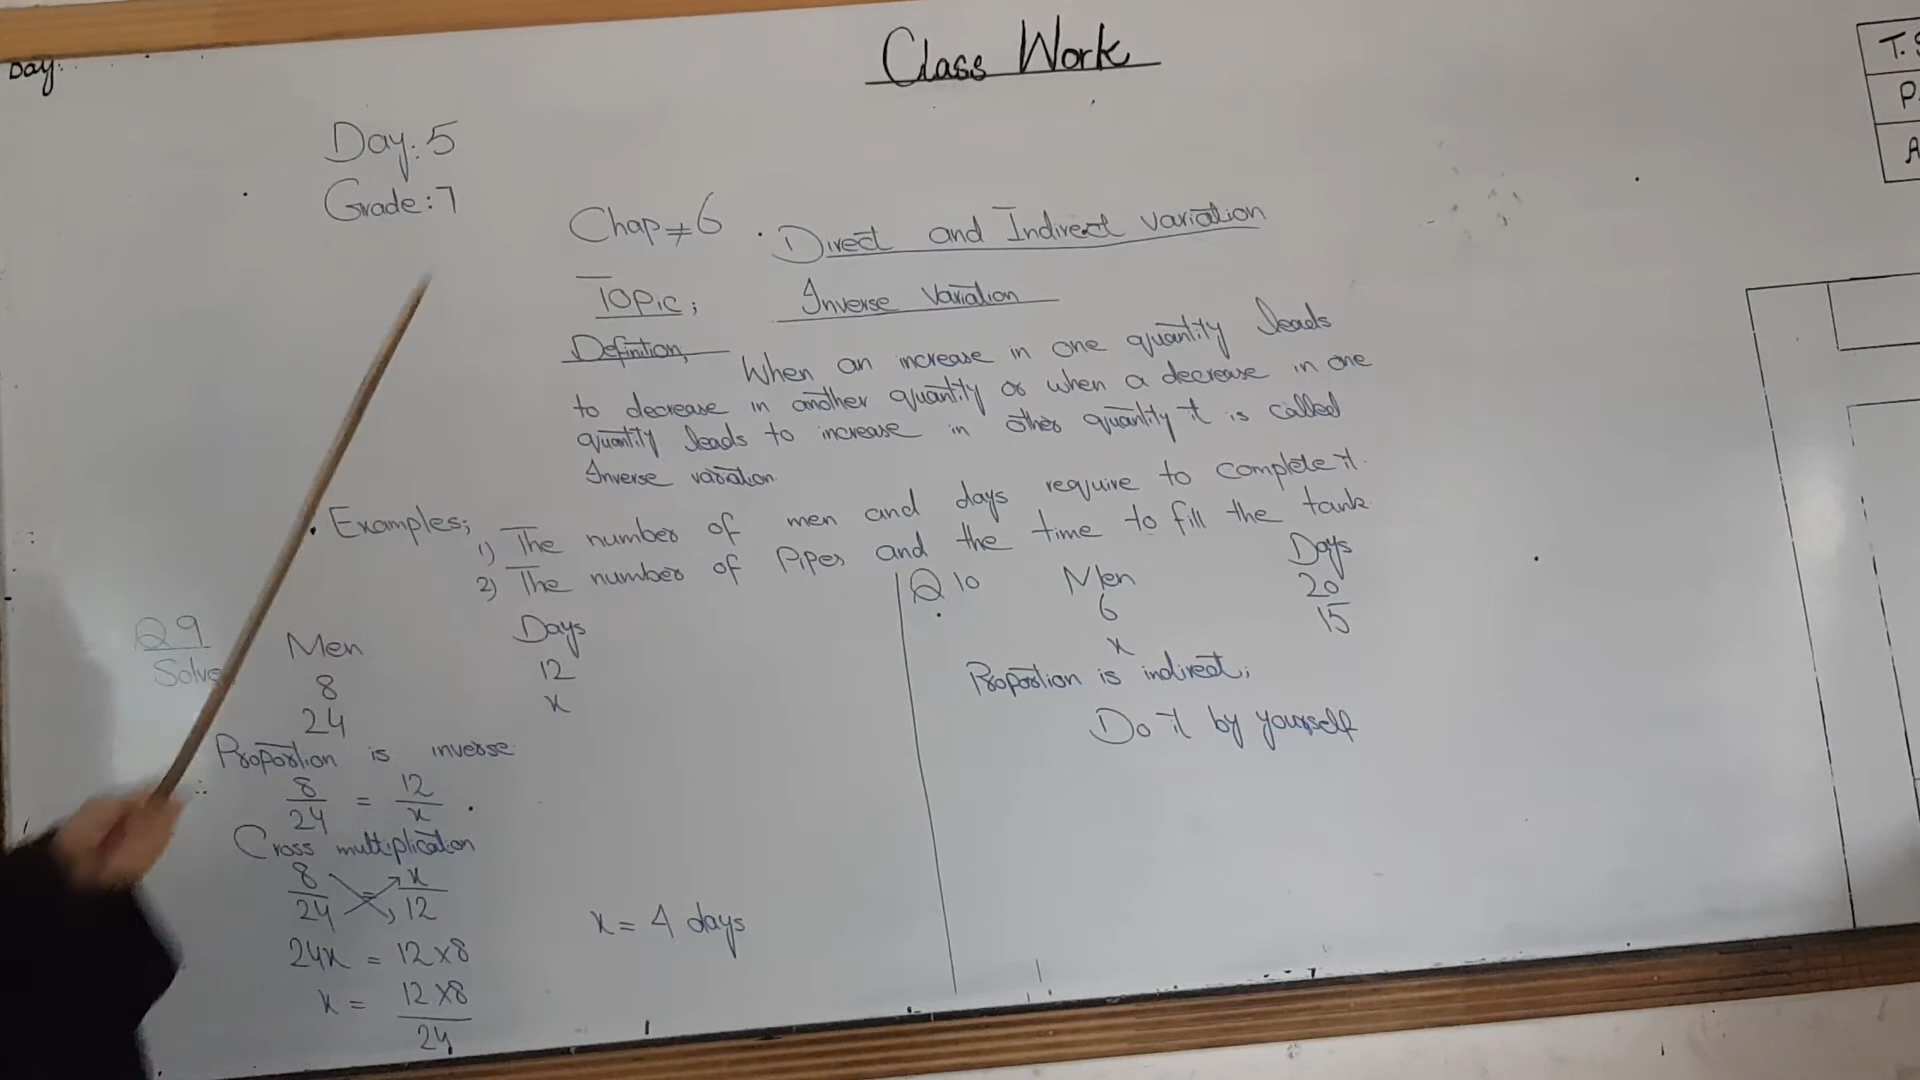 Class Work
Day:
T.S
P.
A
Day: 5
Grade: 7
Chap ≠ 6 . Direct and Indirect variation
Topic; Inverse Variation
Definition; When an increase in one quantity leads
to decrease in another quantity or when a decrease in one
quantity leads to increase in other quantity it is called
Inverse variation.
. Examples;
1) The number of men and days require to complete it.
2) The number of Pipes and the time to fill the tank
Q9 Men Days
Solve 8 12
24 x
Proportion is inverse
8/24 = 12/x .
Cross multiplication
8/24 = x/12
24x = 12x8
x = 12x8/24
x = 4 days
Q 10 Men Days
6 20
x 15
Proportion is indirect;
Do it by yourself